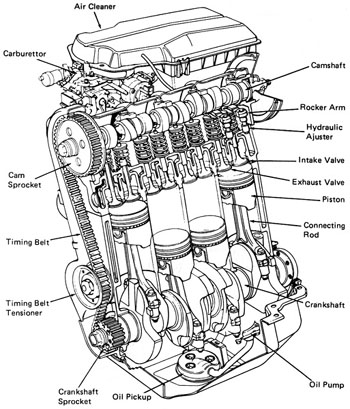 Air Cleaner
Carburettor
Camshaft
Rocker Arm
Hydraulic
Ajuster
Intake Valve
Cam
Sprocket
Exhaust Valve
Piston
Timing Belt
Connecting
Rod
Timing Belt
Tensioner
Crankshaft
Crankshaft
Sprocket
Oil Pickup
Oil Pump